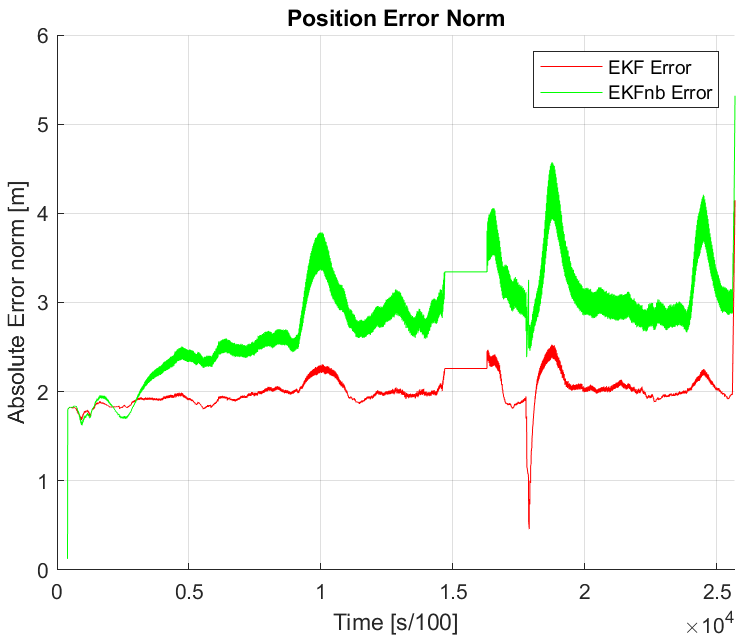 Position Error Norm
EKF Error
EKFnb Error
Absolute Error norm [m]
6
5
4
3
2
1
0
0 0.5 1 1.5 2 2.5
×10^4
Time [s/100]